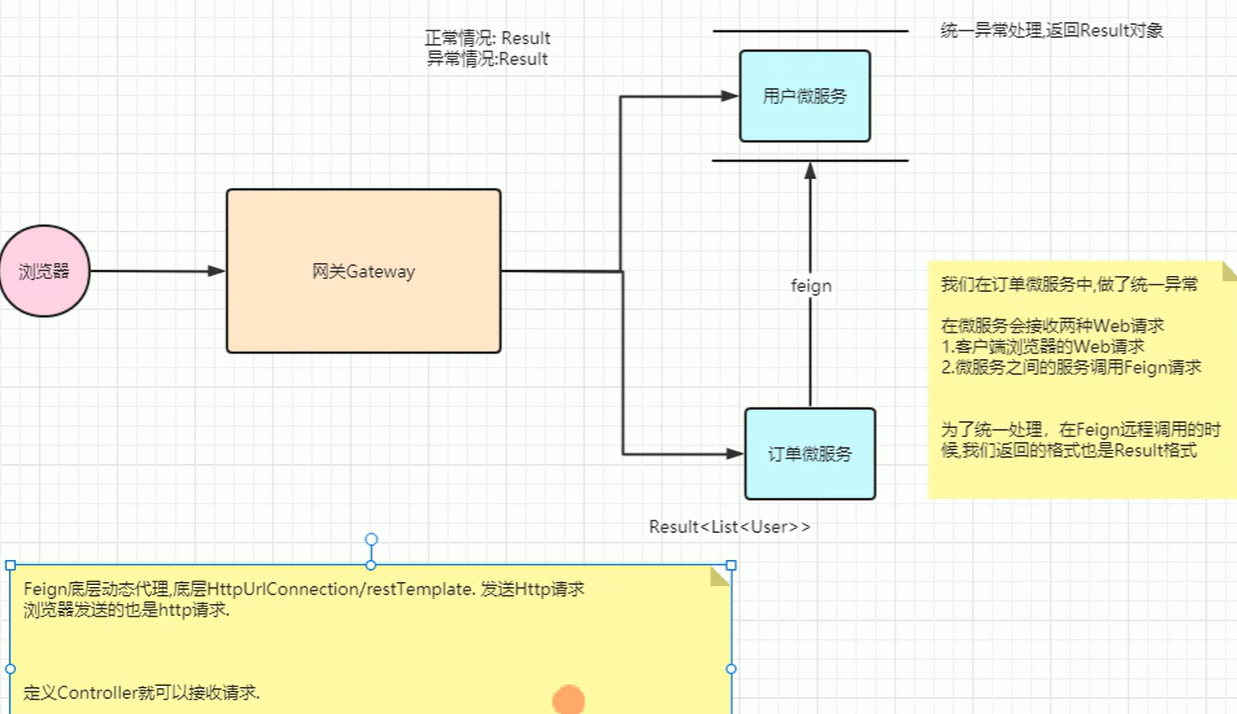 正常情况: Result
异常情况:Result
统一异常处理,返回Result对象
用户微服务
浏览器
网关Gateway
feign
我们在订单微服务中,做了统一异常
在微服务会接收两种Web请求
1.客户端浏览器的Web请求
2.微服务之间的服务调用Feign请求
为了统一处理，在Feign远程调用的时
候,我们返回的格式也是Result格式
订单微服务
Result<List<User>>
Feign底层动态代理,底层HttpUrlConnection/restTemplate. 发送Http请求
浏览器发送的也是http请求.
定义Controller就可以接收请求.